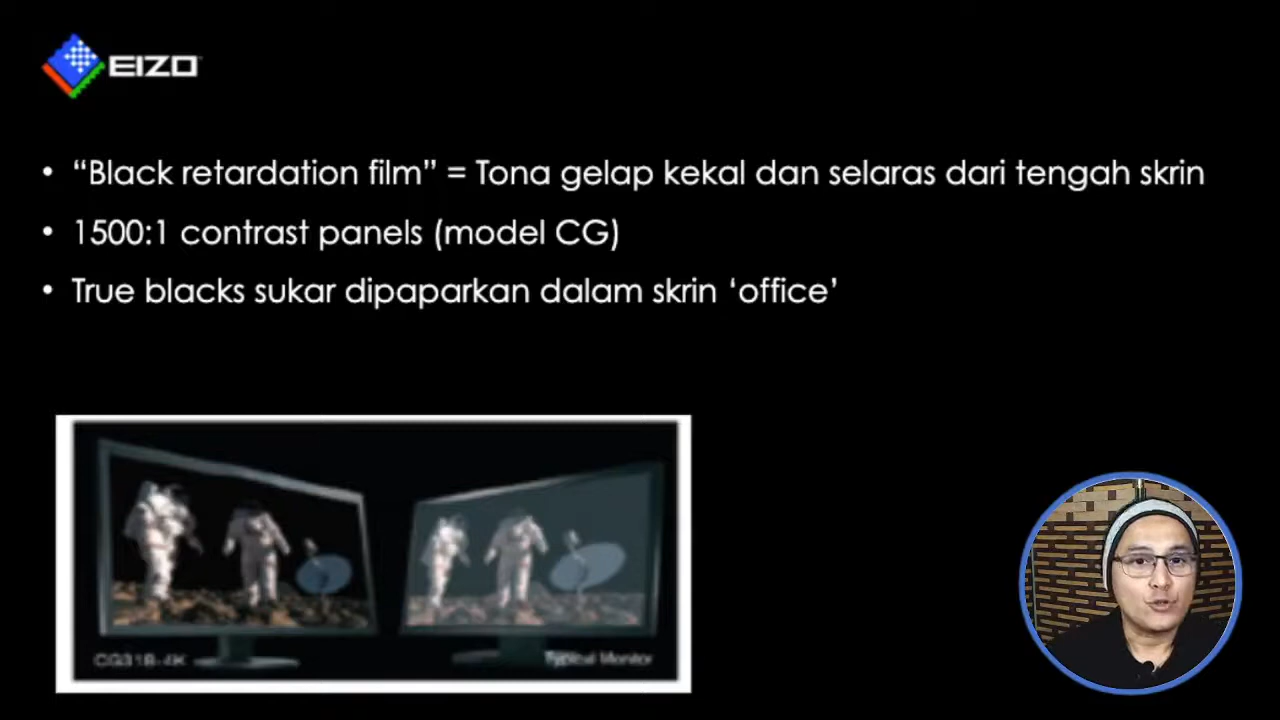 EIZO
• “Black retardation film” = Tona gelap kekal dan selaras dari tengah skrin
• 1500:1 contrast panels (model CG)
• True blacks sukar dipaparkan dalam skrin ‘office’
CG318-4K
Typical Monitor